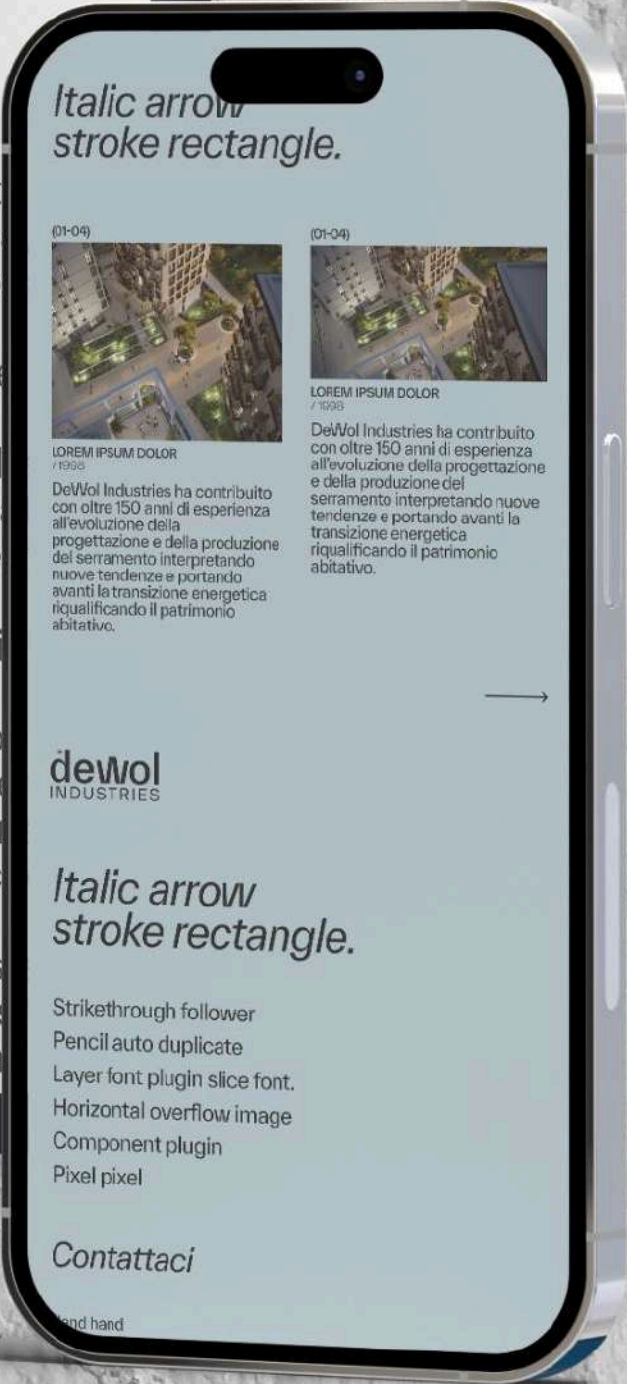 Italic arrow
stroke rectangle.
(01-04)
LOREM IPSUM DOLOR
/ 1998
DeWol Industries ha contribuito
con oltre 150 anni di esperienza
all'evoluzione della
progettazione e della produzione
del serramento interpretando
nuove tendenze e portando
avanti la transizione energetica
riqualificando il patrimonio
abitativo.
(01-04)
LOREM IPSUM DOLOR
/ 1998
DeWol Industries ha contribuito
con oltre 150 anni di esperienza
all'evoluzione della progettazione
e della produzione del
serramento interpretando nuove
tendenze e portando avanti la
transizione energetica
riqualificando il patrimonio
abitativo.
dewol
INDUSTRIES
Italic arrow
stroke rectangle.
Strikethrough follower
Pencil auto duplicate
Layer font plugin slice font.
Horizontal overflow image
Component plugin
Pixel pixel
Contattaci
hand